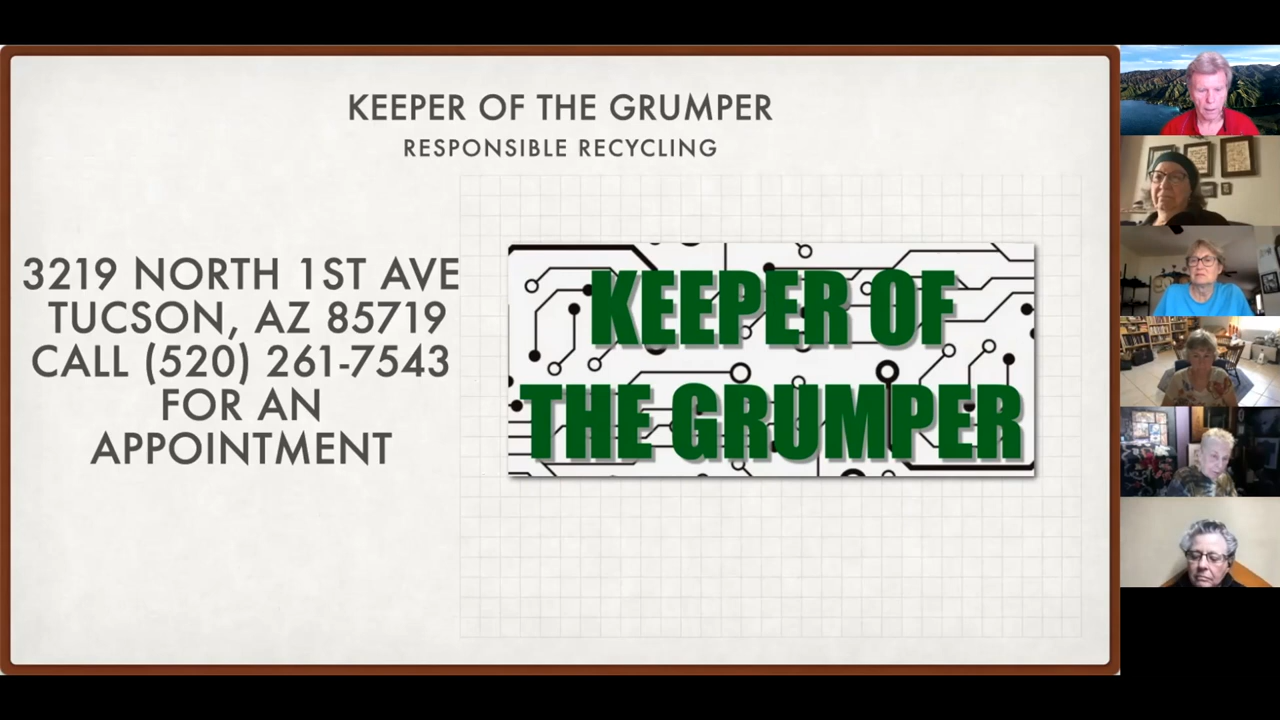 KEEPER OF THE GRUMPER
RESPONSIBLE RECYCLING
3219 NORTH 1ST AVE
TUCSON, AZ 85719
CALL (520) 261-7543
FOR AN
APPOINTMENT
KEEPER OF
THE GRUMPER